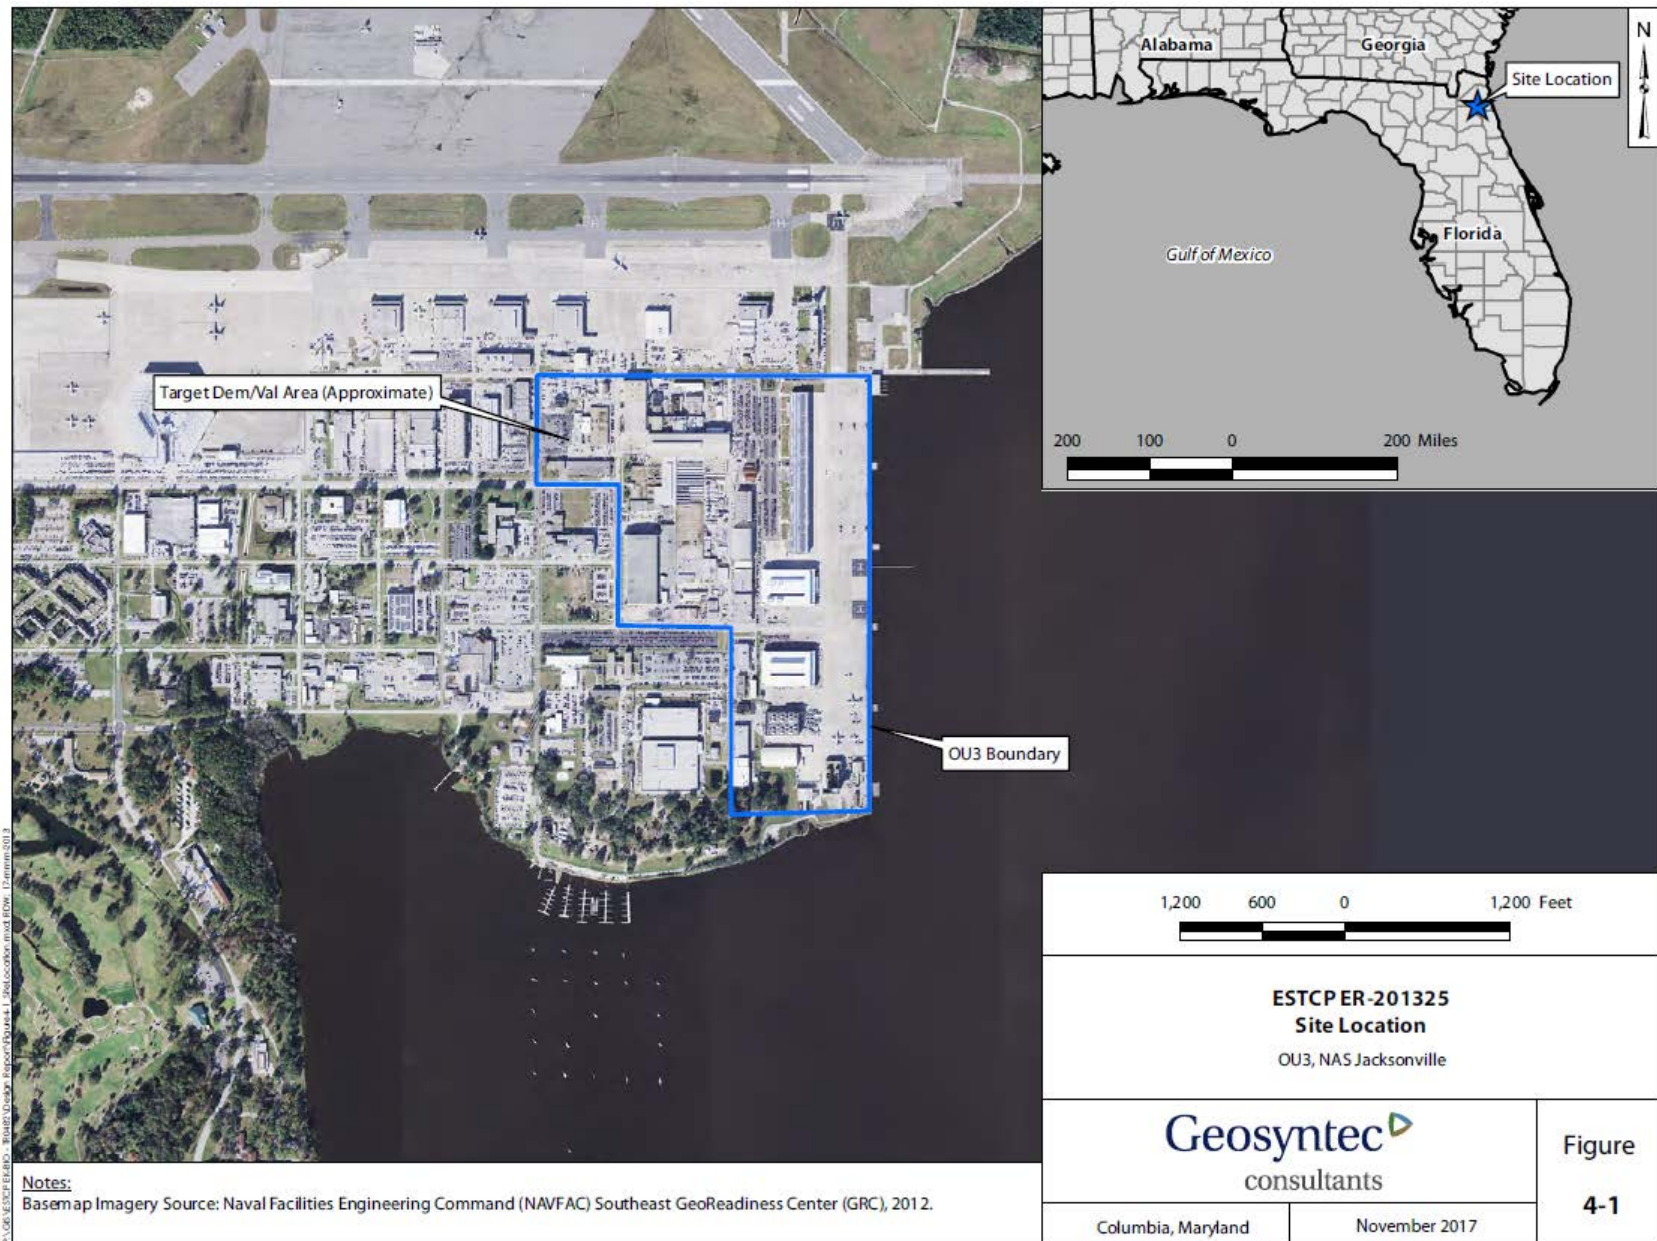 Alabama
Georgia
N
Site Location
Target Dem/Val Area (Approximate)
Florida
Gulf of Mexico
200 100 0 200 Miles
OU3 Boundary
1,200 600 0 1,200 Feet
ESTCP ER-201325
Site Location
OU3, NAS Jacksonville
Geosyntec
consultants
Figure
4-1
Columbia, Maryland
November 2017
Notes:
Basemap Imagery Source: Naval Facilities Engineering Command (NAVFAC) Southeast GeoReadiness Center (GRC), 2012.